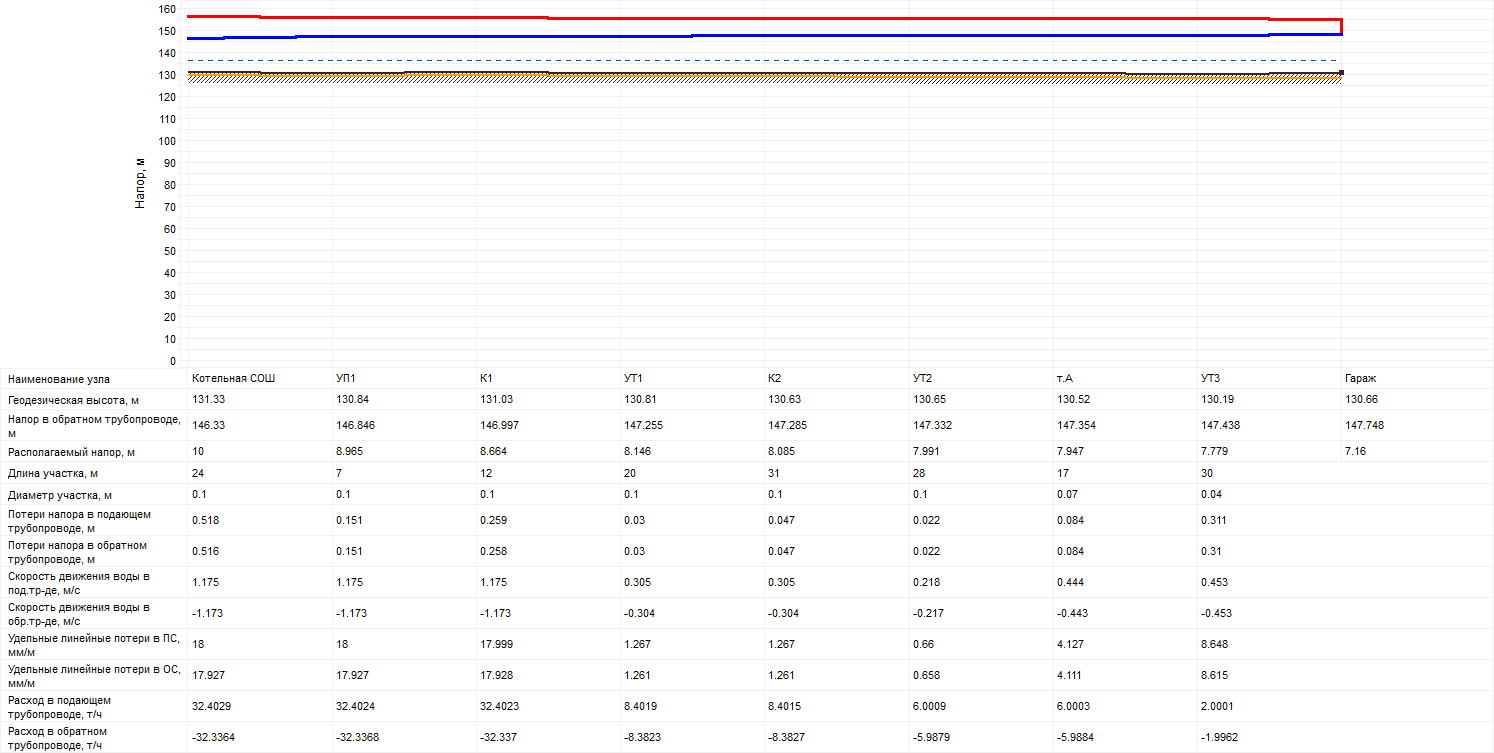 160
150
140
130
120
110
100
90
80
70
60
50
40
30
20
10
0
Напор, м
Наименование узла Котельная СОШ УП1 К1 УТ1 К2 УТ2 т.А УТ3 Гараж
Геодезическая высота, м 131.33 130.84 131.03 130.81 130.63 130.65 130.52 130.19 130.66
Напор в обратном трубопроводе,
м 146.33 146.846 146.997 147.255 147.285 147.332 147.354 147.438 147.748
Располагаемый напор, м 10 8.965 8.664 8.146 8.085 7.991 7.947 7.779 7.16
Длина участка, м 24 7 12 20 31 28 17 30
Диаметр участка, м 0.1 0.1 0.1 0.1 0.1 0.1 0.07 0.04
Потери напора в подающем
трубопроводе, м 0.518 0.151 0.259 0.03 0.047 0.022 0.084 0.311
Потери напора в обратном
трубопроводе, м 0.516 0.151 0.258 0.03 0.047 0.022 0.084 0.31
Скорость движения воды в
под.тр-де, м/с 1.175 1.175 1.175 0.305 0.305 0.218 0.444 0.453
Скорость движения воды в
обр.тр-де, м/с -1.173 -1.173 -1.173 -0.304 -0.304 -0.217 -0.443 -0.453
Удельные линейные потери в ПС,
мм/м 18 18 17.999 1.267 1.267 0.66 4.127 8.648
Удельные линейные потери в ОС,
мм/м 17.927 17.927 17.928 1.261 1.261 0.658 4.111 8.615
Расход в подающем
трубопроводе, т/ч 32.4029 32.4024 32.4023 8.4019 8.4015 6.0009 6.0003 2.0001
Расход в обратном
трубопроводе, т/ч -32.3364 -32.3368 -32.337 -8.3823 -8.3827 -5.9879 -5.9884 -1.9962